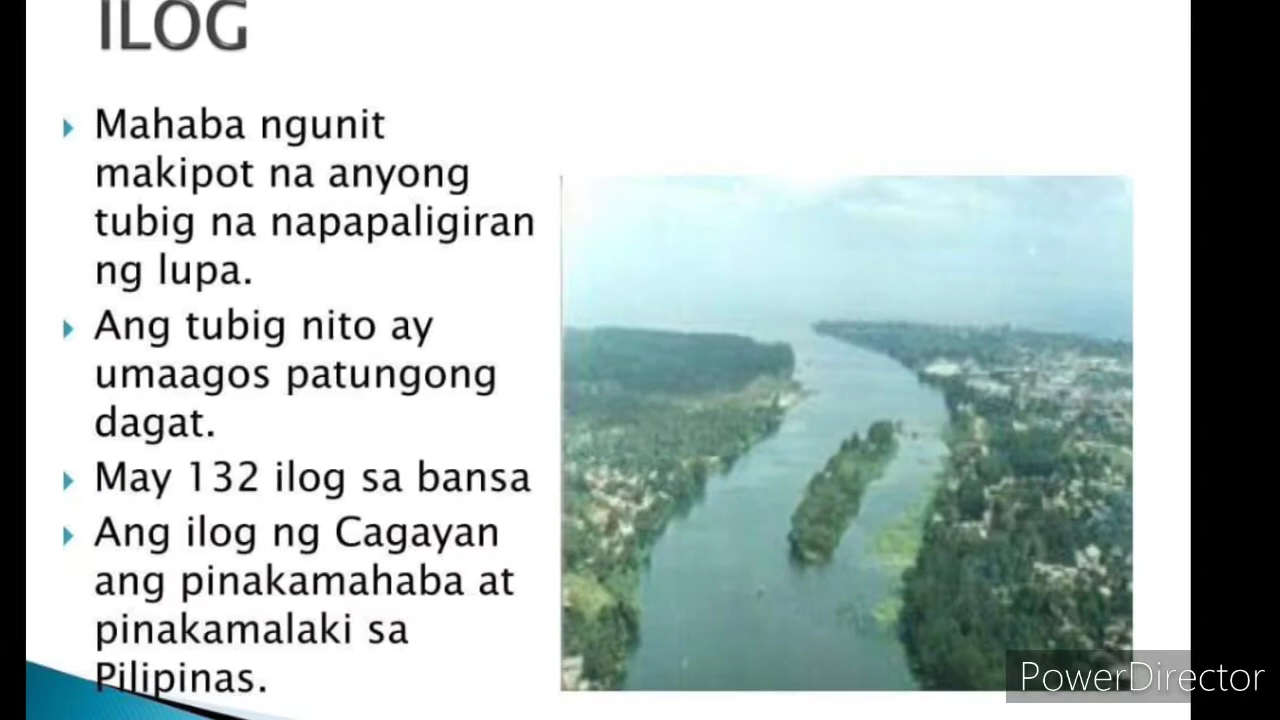 ILOG
Mahaba ngunit
makipot na anyong
tubig na napapaligiran
ng lupa.
Ang tubig nito ay
umaagos patungong
dagat.
May 132 ilog sa bansa
Ang ilog ng Cagayan
ang pinakamahaba at
pinakamalaki sa
Pilipinas.
PowerDirector